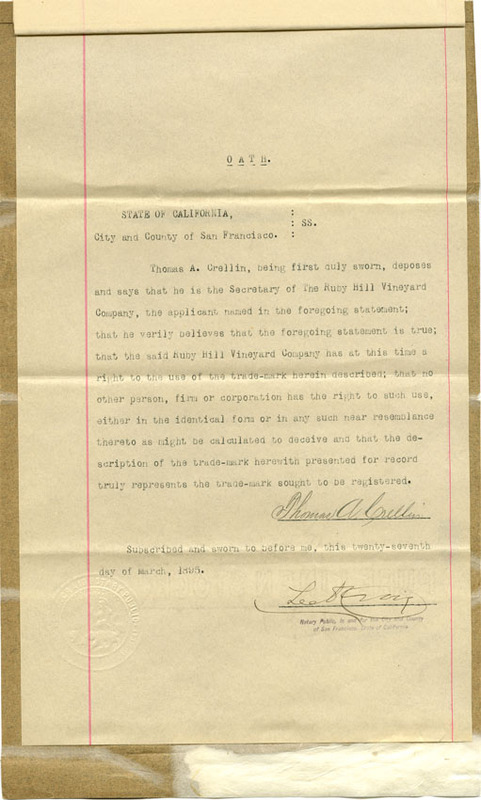 OATH.
STATE OF CALIFORNIA, :
: SS.
City and County of San Francisco. :
Thomas A. Crellin, being first duly sworn, deposes
and says that he is the Secretary of The Ruby Hill Vineyard
Company, the applicant named in the foregoing statement;
that he verily believes that the foregoing statement is true;
that the said Ruby Hill Vineyard Company has at this time a
right to the use of the trade-mark herein described; that no
other person, firm or corporation has the right to such use,
either in the identical form or in any such near resemblance
thereto as might be calculated to deceive and that the de-
scription of the trade-mark herewith presented for record
truly represents the trade-mark sought to be registered.
Thomas A. Crellin
Subscribed and sworn to before me, this twenty-seventh
day of march, 1895.
Notary Public, in and for the City and County
of San Francisco, State of California